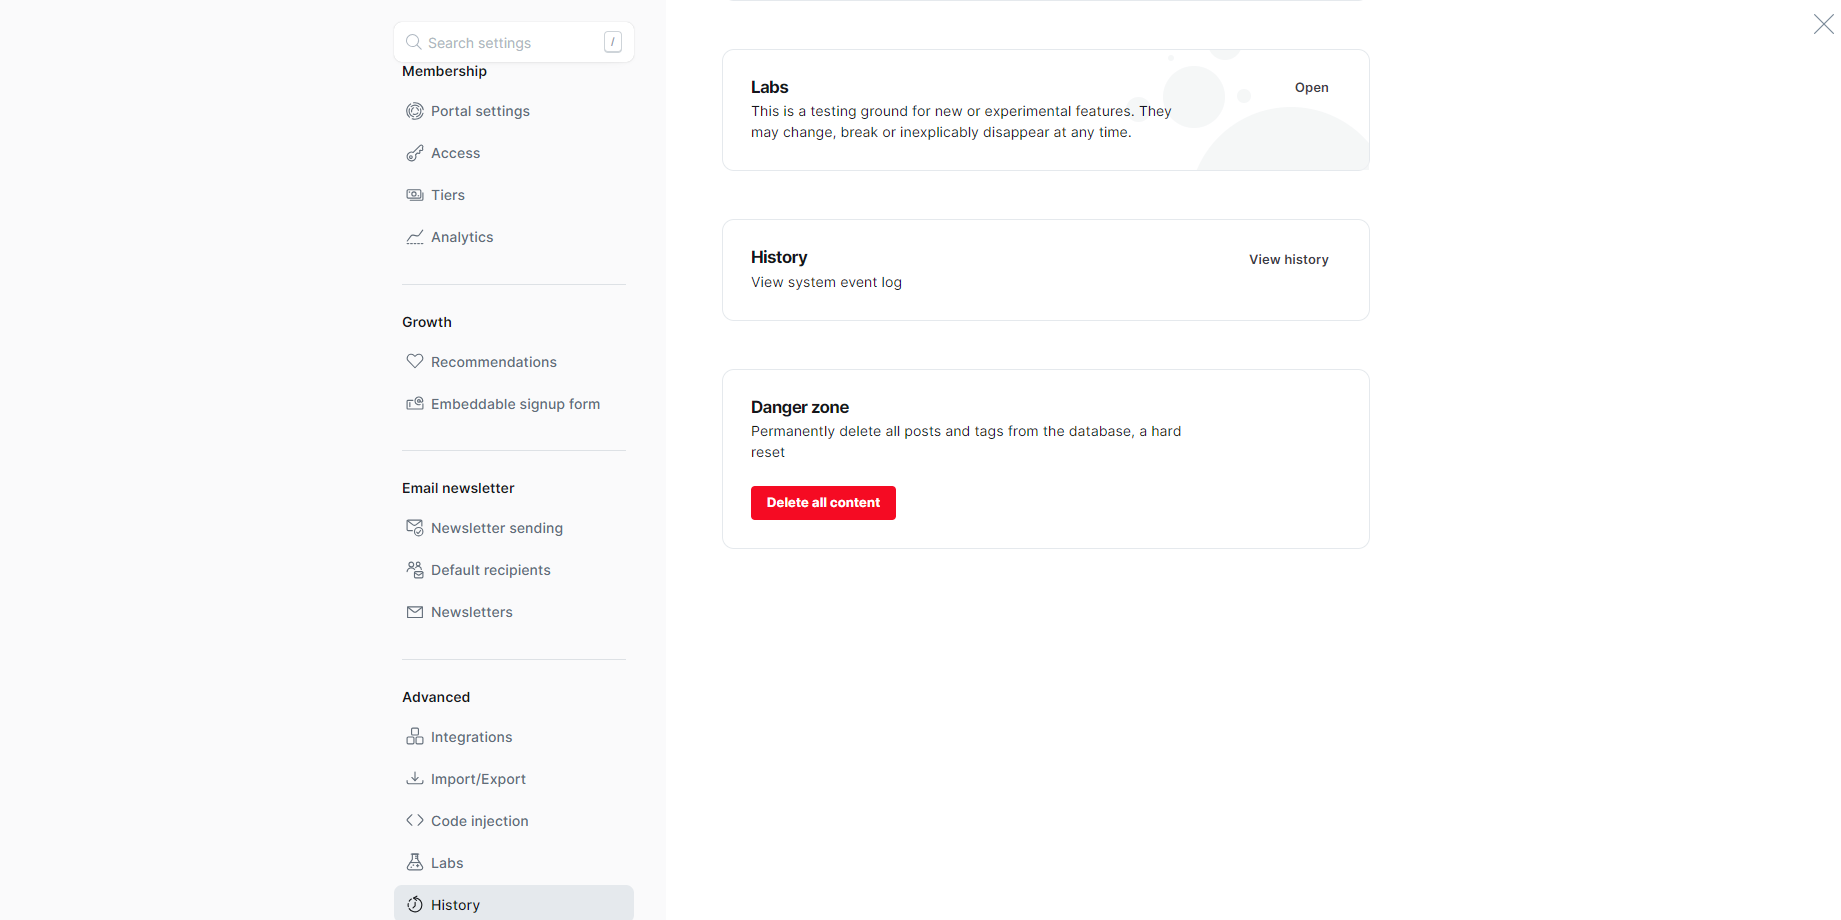 Search settings
/
Membership
Portal settings
Access
Tiers
Analytics
Growth
Recommendations
Embeddable signup form
Email newsletter
Newsletter sending
Default recipients
Newsletters
Advanced
Integrations
Import/Export
Code injection
Labs
History
Labs
Open
This is a testing ground for new or experimental features. They
may change, break or inexplicably disappear at any time.
History
View history
View system event log
Danger zone
Permanently delete all posts and tags from the database, a hard
reset
Delete all content